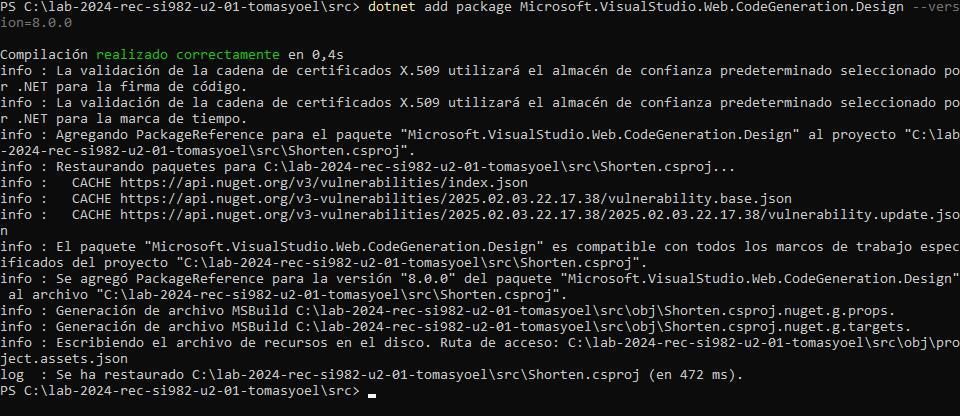 PS C:\lab-2024-rec-si982-u2-01-tomasyoel\src> dotnet add package Microsoft.VisualStudio.Web.CodeGeneration.Design --vers
ion=8.0.0
Compilación realizado correctamente en 0,4s
info : La validación de la cadena de certificados X.509 utilizará el almacén de confianza predeterminado seleccionado po
r .NET para la firma de código.
info : La validación de la cadena de certificados X.509 utilizará el almacén de confianza predeterminado seleccionado po
r .NET para la marca de tiempo.
info : Agregando PackageReference para el paquete "Microsoft.VisualStudio.Web.CodeGeneration.Design" al proyecto "C:\lab
-2024-rec-si982-u2-01-tomasyoel\src\Shorten.csproj".
info : Restaurando paquetes para C:\lab-2024-rec-si982-u2-01-tomasyoel\src\Shorten.csproj...
info :   CACHE https://api.nuget.org/v3/vulnerabilities/index.json
info :   CACHE https://api.nuget.org/v3-vulnerabilities/2025.02.03.22.17.38/vulnerability.base.json
info :   CACHE https://api.nuget.org/v3-vulnerabilities/2025.02.03.22.17.38/2025.02.03.22.17.38/vulnerability.update.jso
n
info : El paquete "Microsoft.VisualStudio.Web.CodeGeneration.Design" es compatible con todos los marcos de trabajo espec
ificados del proyecto "C:\lab-2024-rec-si982-u2-01-tomasyoel\src\Shorten.csproj".
info : Se agregó PackageReference para la versión "8.0.0" del paquete "Microsoft.VisualStudio.Web.CodeGeneration.Design"
 al archivo "C:\lab-2024-rec-si982-u2-01-tomasyoel\src\Shorten.csproj".
info : Generación de archivo MSBuild C:\lab-2024-rec-si982-u2-01-tomasyoel\src\obj\Shorten.csproj.nuget.g.props.
info : Generación de archivo MSBuild C:\lab-2024-rec-si982-u2-01-tomasyoel\src\obj\Shorten.csproj.nuget.g.targets.
info : Escribiendo el archivo de recursos en el disco. Ruta de acceso: C:\lab-2024-rec-si982-u2-01-tomasyoel\src\obj\pro
ject.assets.json
log  : Se ha restaurado C:\lab-2024-rec-si982-u2-01-tomasyoel\src\Shorten.csproj (en 472 ms).
PS C:\lab-2024-rec-si982-u2-01-tomasyoel\src>